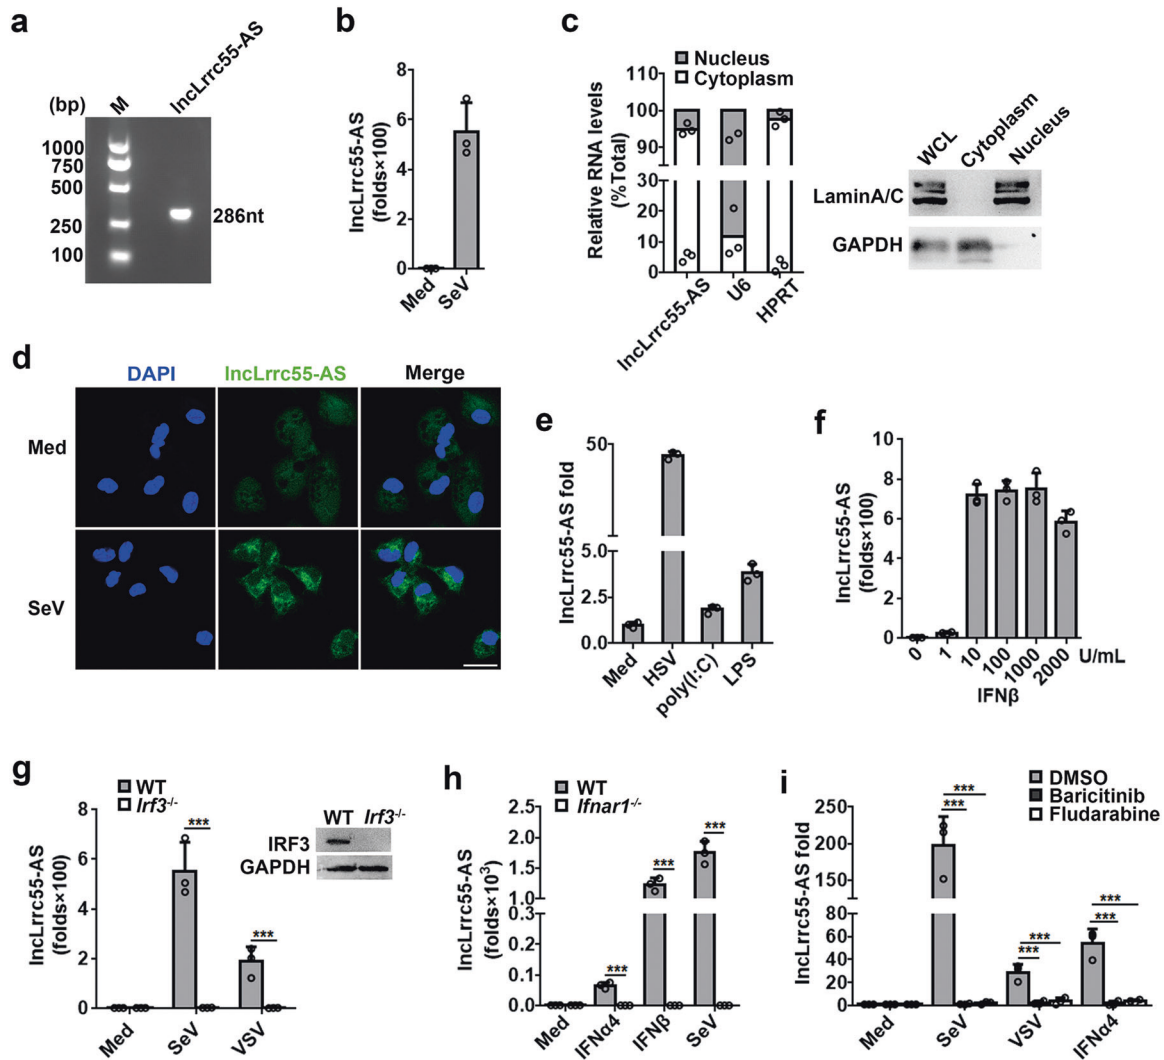 a
(bp)
M
lncLrrc55-AS
1000
750
500
250
100
286nt
b
lncLrrc55-AS
(folds×100)
8
6
4
2
0
Med
SeV
c
Nucleus
Cytoplasm
Relative RNA levels
(%Total)
100
90
30
20
10
0
lncLrrc55-AS
U6
HPRT
WCL
Cytoplasm
Nucleus
LaminA/C
GAPDH
d
DAPI
lncLrrc55-AS
Merge
Med
SeV
e
lncLrrc55-AS fold
50
5.0
2.5
0.0
Med
HSV
poly(I:C)
LPS
f
lncLrrc55-AS
(folds×100)
10
8
6
4
2
0
0
1
10
100
1000
2000
U/mL
IFNβ
g
WT
Irf3-/-
lncLrrc55-AS
(folds×100)
8
6
4
2
0
***
***
Med
SeV
VSV
WT
Irf3-/-
IRF3
GAPDH
h
WT
Ifnar1-/-
lncLrrc55-AS
(folds×10³)
2.5
2.0
1.5
1.0
0.3
0.2
0.1
0.0
***
***
***
Med
IFNα4
IFNβ
SeV
i
DMSO
Baricitinib
Fludarabine
lncLrrc55-AS fold
250
200
150
100
60
40
20
0
***
***
***
***
***
***
Med
SeV
VSV
IFNα4